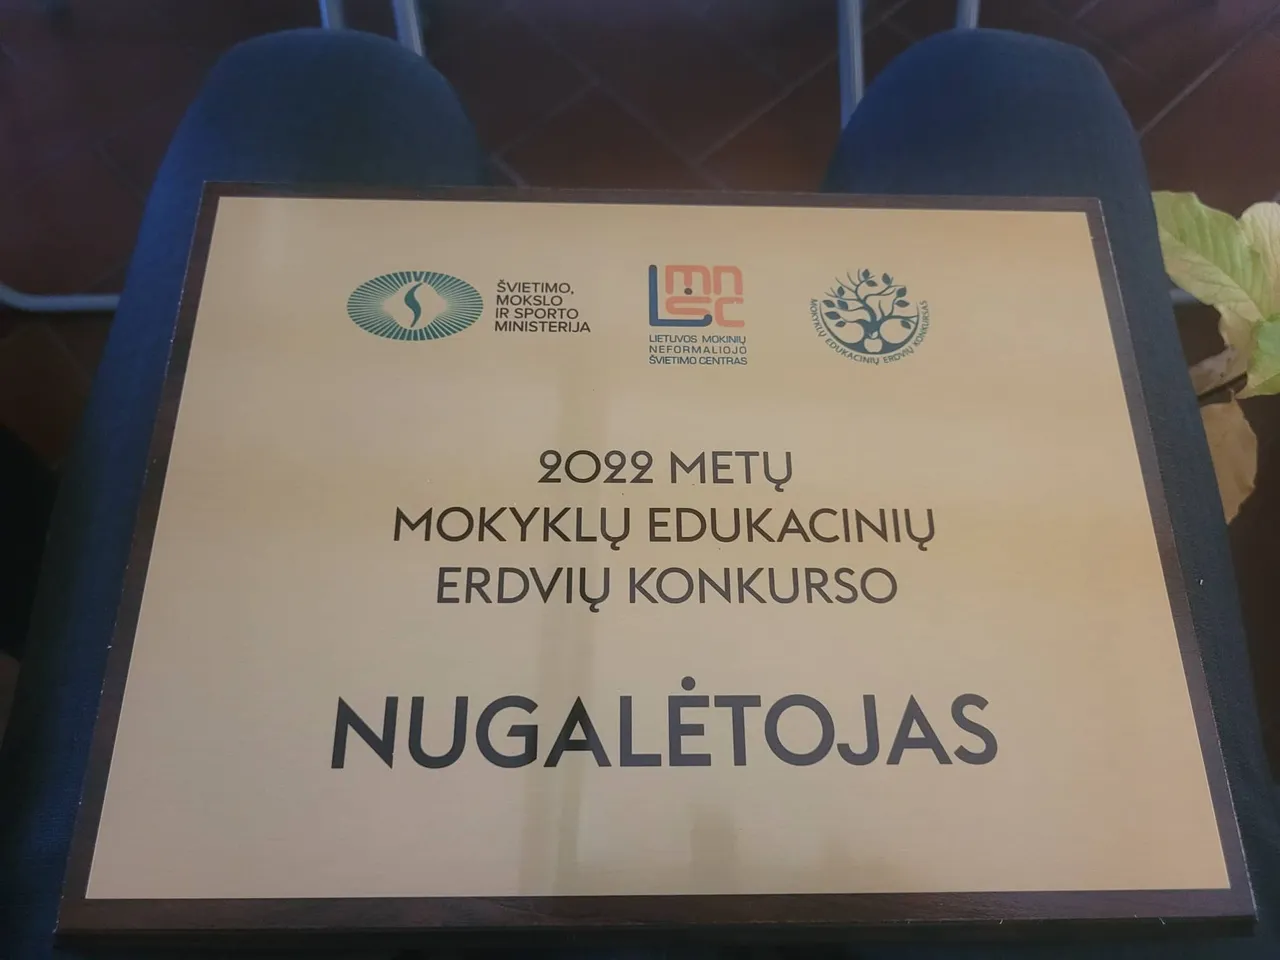 ŠVIETIMO,
MOKSLO
IR SPORTO
MINISTERIJA
LMNŠC
LIETUVOS MOKINIŲ
NEFORMALIOJO
ŠVIETIMO CENTRAS
MOKYKLŲ EDUKACINIŲ ERDVIŲ KONKURSAS
2022 METŲ
MOKYKLŲ EDUKACINIŲ
ERDVIŲ KONKURSO
NUGALĖTOJAS